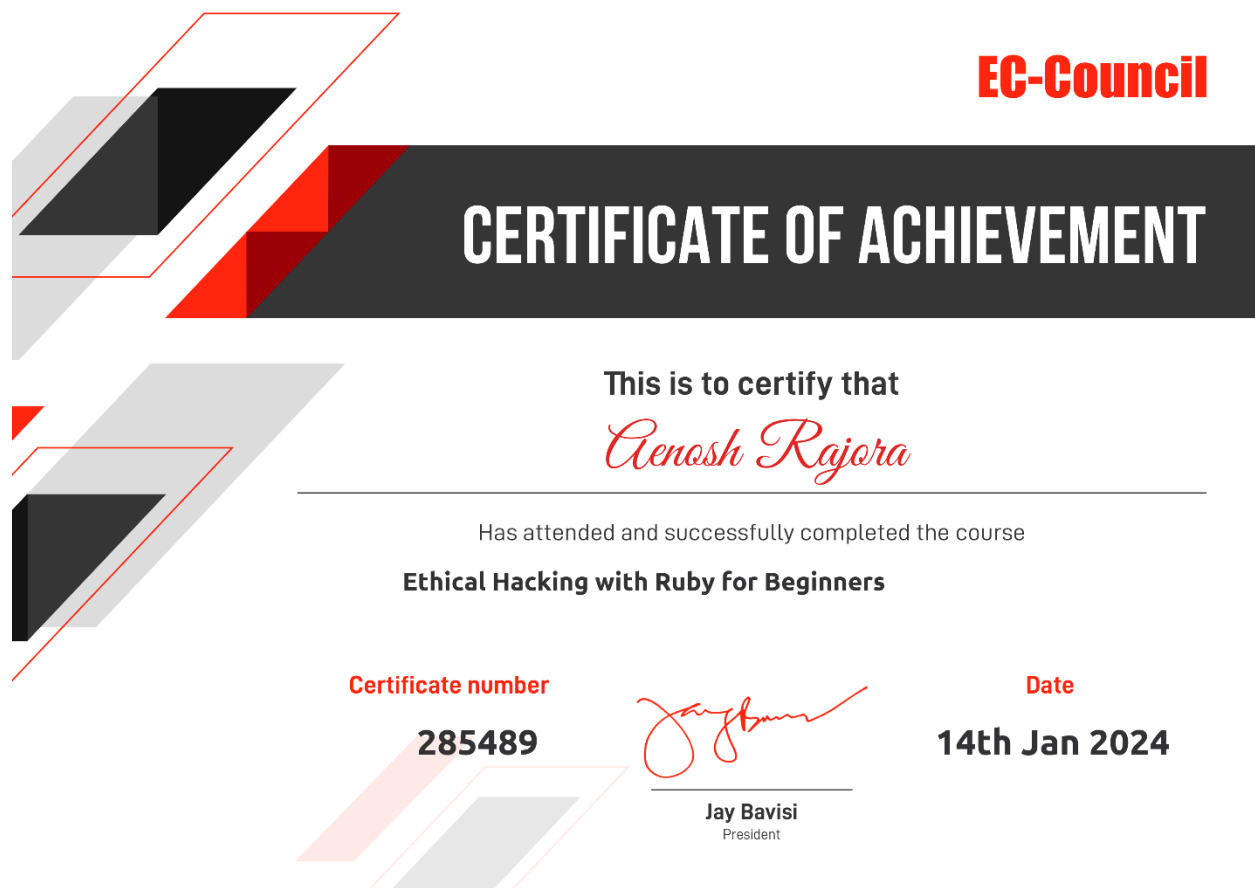 EC-Council
CERTIFICATE OF ACHIEVEMENT
This is to certify that
Aenosh Rajora
Has attended and successfully completed the course
Ethical Hacking with Ruby for Beginners
Certificate number
285489
Date
14th Jan 2024
Jay Bavisi
President